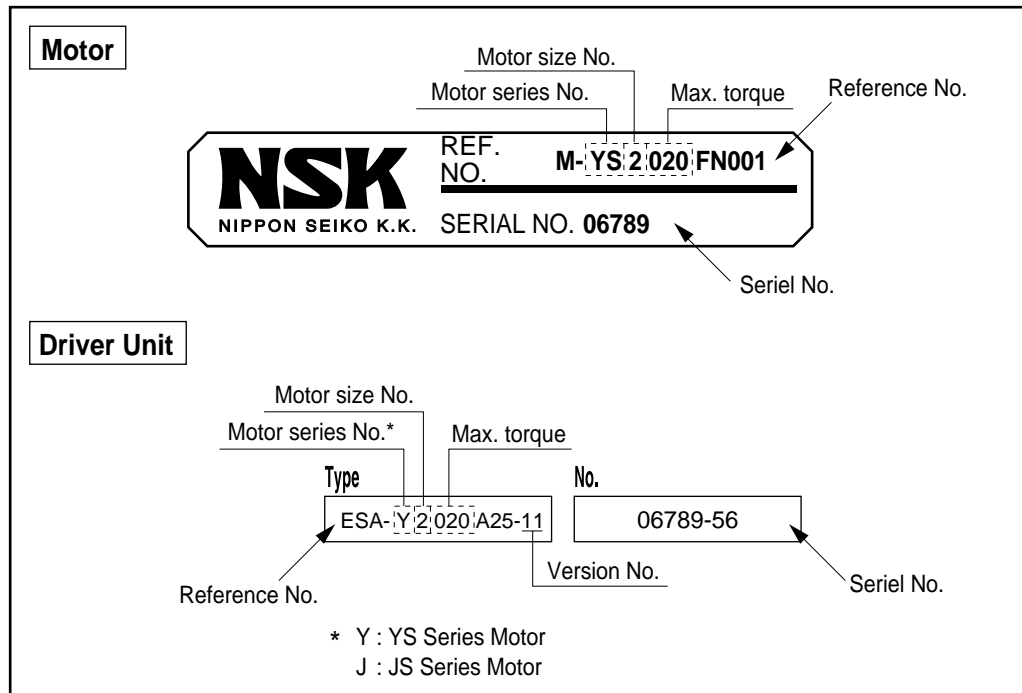 Motor
Motor size No.
Motor series No. Max. torque Reference No.
NSK
NIPPON SEIKO K.K.
REF. NO. M-YS2020FN001
SERIAL NO. 06789
Seriel No.
Driver Unit
Motor size No.
Motor series No.* Max. torque
Type No.
ESA-Y2020A25-11 06789-56
Version No.
Reference No. Seriel No.
* Y : YS Series Motor
J : JS Series Motor